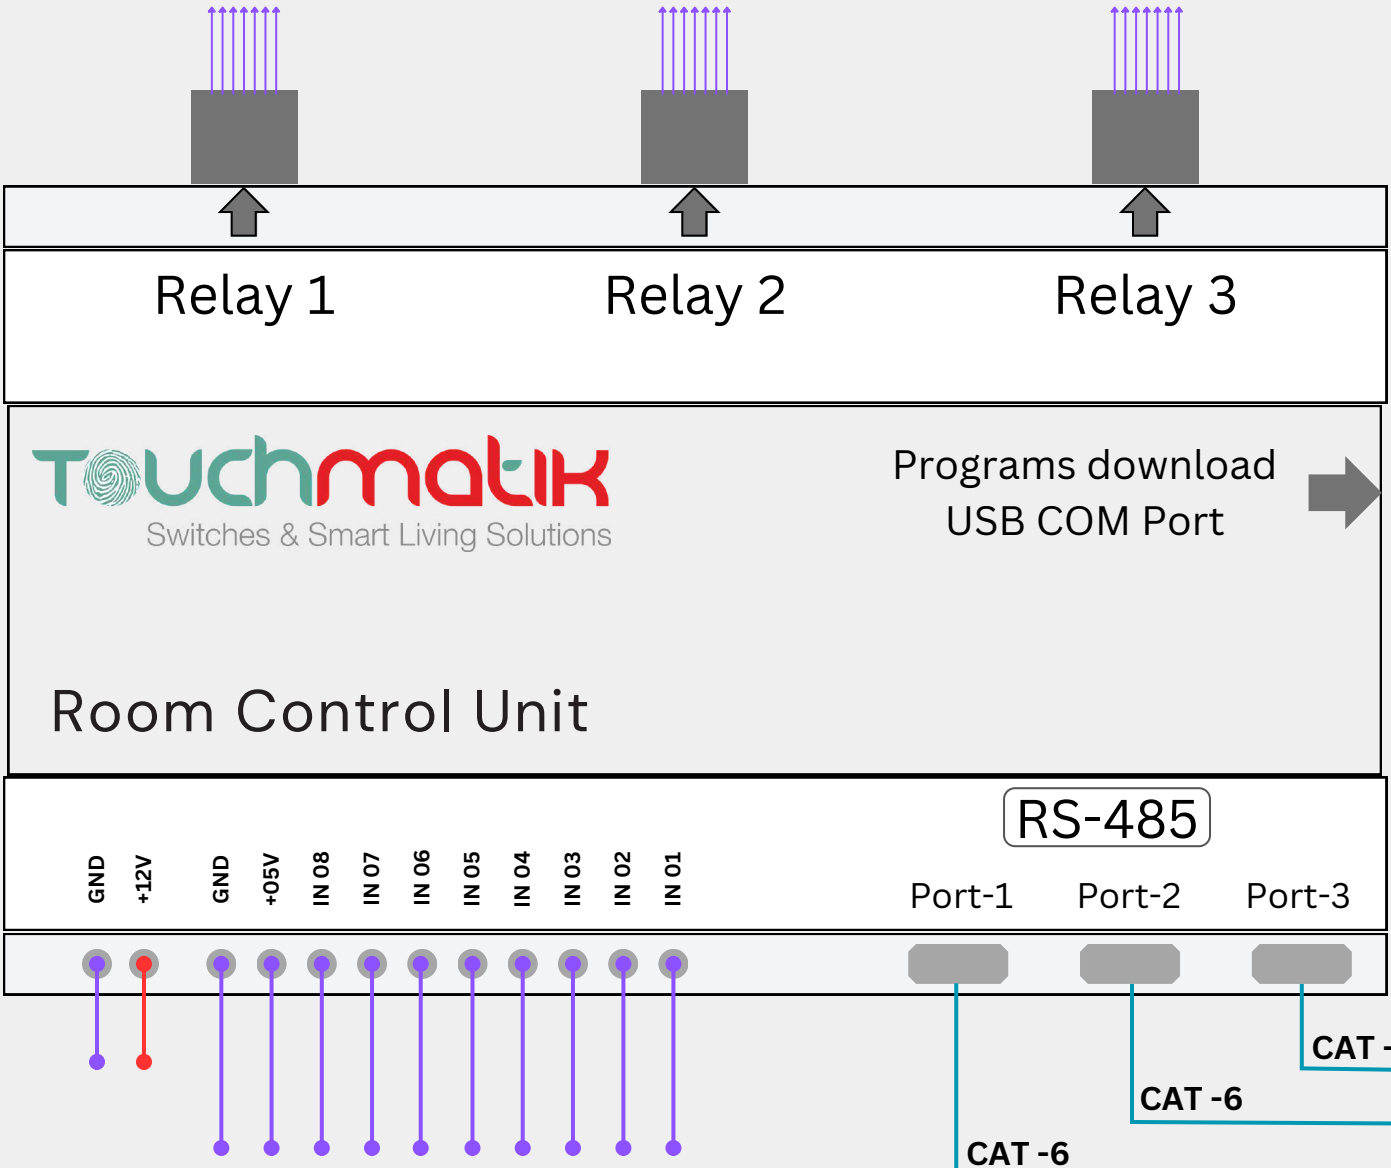 Relay 1
Relay 2
Relay 3
Touchmatik
Switches & Smart Living Solutions
Programs download
USB COM Port
Room Control Unit
RS-485
GND
+12V
GND
+05V
IN 08
IN 07
IN 06
IN 05
IN 04
IN 03
IN 02
IN 01
Port-1
Port-2
Port-3
CAT -
CAT -6
CAT -6